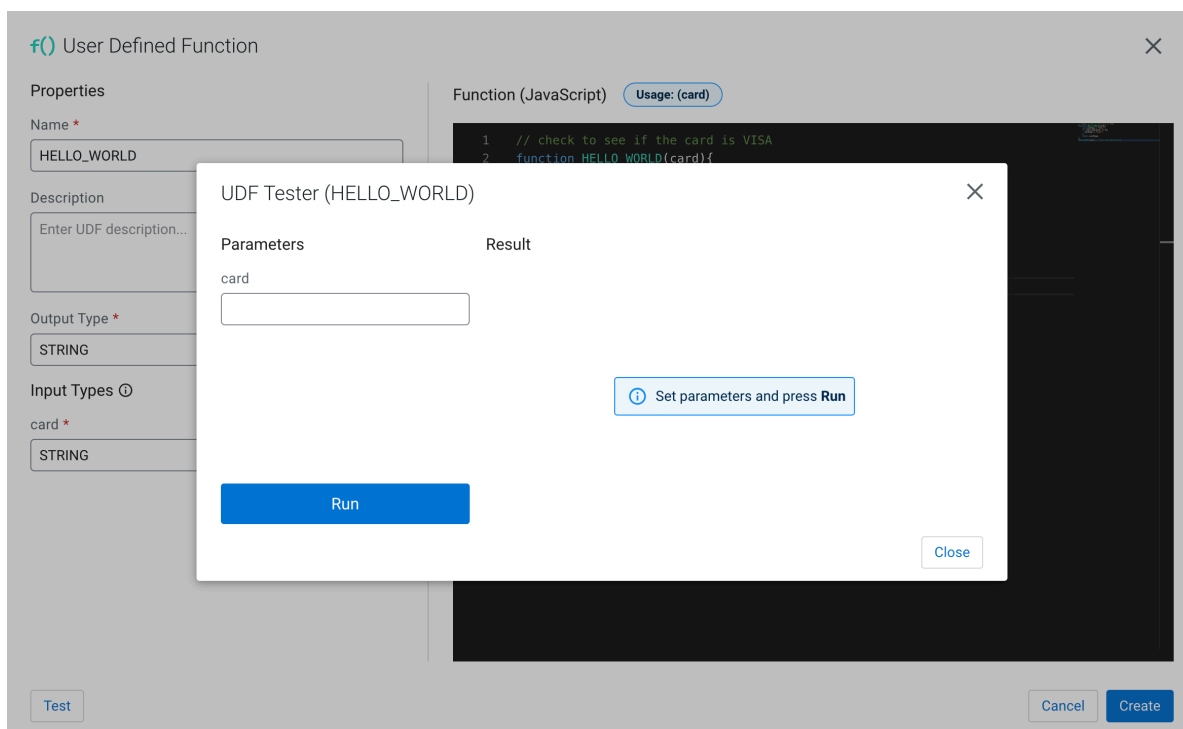 f() User Defined Function
Properties
Name *
HELLO_WORLD
Description
Enter UDF description...
Output Type *
STRING
Input Types
card *
STRING
Function (JavaScript)
Usage: (card)
1 // check to see if the card is VISA
2 function HELLO_WORLD(card){
UDF Tester (HELLO_WORLD)
Parameters
Result
card
Set parameters and press Run
Run
Close
Test
Cancel
Create